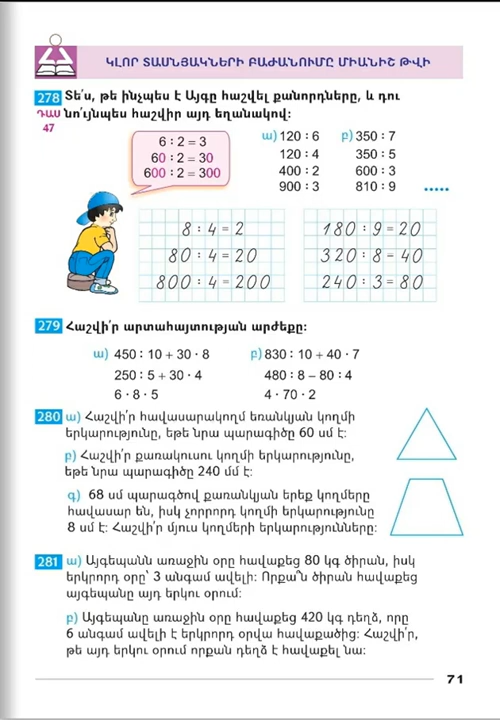 ԿԼՈՐ ՏԱՍՆՅԱԿՆԵՐԻ ԲԱԺԱՆՈՒՄԸ ՄԻԱՆԻՇ ԹՎԻ
278 Տե՛ս, թե ինչպես է Այգը հաշվել քանորդները, և դու
ԴԱՍ նո՛ւյնպես հաշվիր այդ եղանակով:
47
6 : 2 = 3
60 : 2 = 30
600 : 2 = 300
ա) 120 : 6 բ) 350 : 7
120 : 4 350 : 5
400 : 2 600 : 3
900 : 3 810 : 9 .....
8 : 4 = 2 180 : 9 = 20
80 : 4 = 20 320 : 8 = 40
800 : 4 = 200 240 : 3 = 80
279 Հաշվի՛ր արտահայտության արժեքը:
ա) 450 : 10 + 30 · 8 բ) 830 : 10 + 40 · 7
250 : 5 + 30 · 4 480 : 8 – 80 : 4
6 · 8 · 5 4 · 70 · 2
280 ա) Հաշվի՛ր հավասարակողմ եռանկյան կողմի
երկարությունը, եթե նրա պարագիծը 60 սմ է:
բ) Հաշվի՛ր քառակուսու կողմի երկարությունը,
եթե նրա պարագիծը 240 մմ է:
գ) 68 սմ պարագծով քառանկյան երեք կողմերը
հավասար են, իսկ չորրորդ կողմի երկարությունը
8 սմ է: Հաշվի՛ր մյուս կողմերի երկարությունները:
281 ա) Այգեպանն առաջին օրը հավաքեց 80 կգ ծիրան, իսկ
երկրորդ օրը՝ 3 անգամ ավելի: Որքա՞ն ծիրան հավաքեց
այգեպանը այդ երկու օրում:
բ) Այգեպանը առաջին օրը հավաքեց 420 կգ դեղձ, որը
6 անգամ ավելի է երկրորդ օրվա հավաքածից: Հաշվի՛ր,
թե այդ երկու օրում որքան դեղձ է հավաքել նա:
71